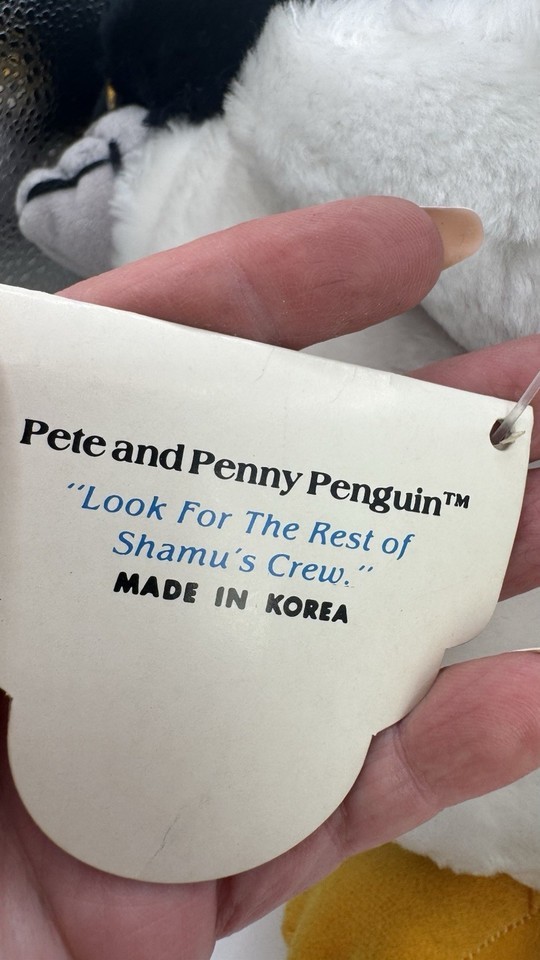 Pete and Penny Penguin™
"Look For The Rest of
Shamu's Crew."
MADE IN KOREA